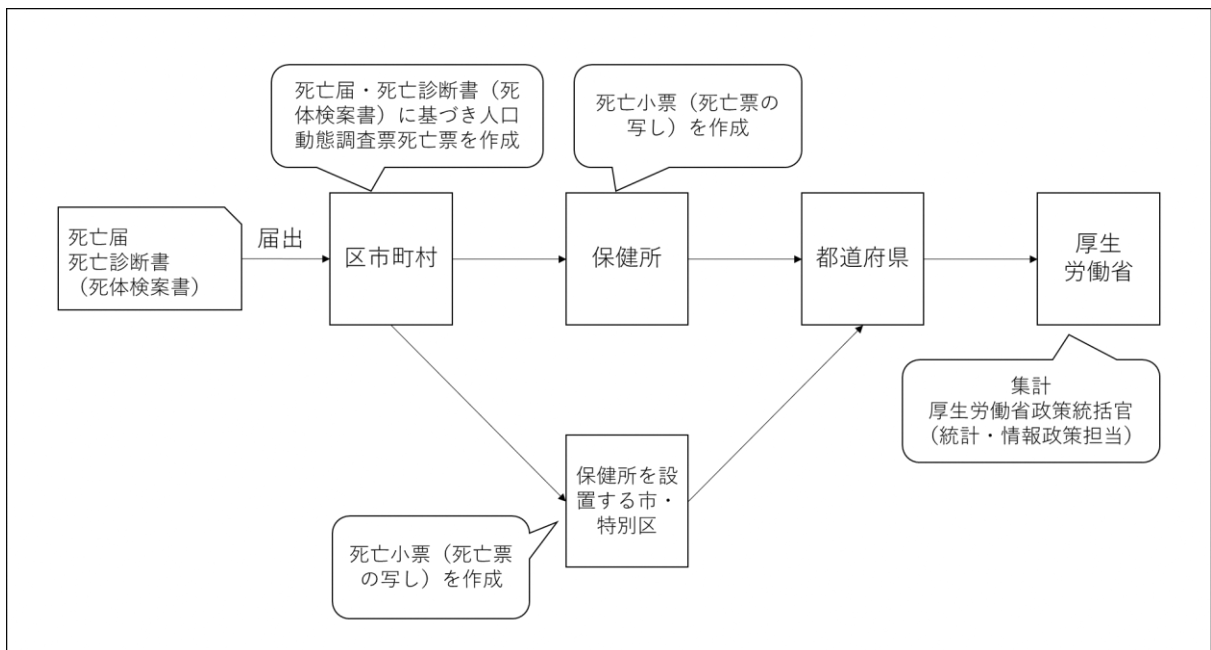 死亡届・死亡診断書（死
体検案書）に基づき人口
動態調査票死亡票を作成
死亡小票（死亡票の
写し）を作成
死亡届
死亡診断書
（死体検案書）
届出
区市町村
保健所
都道府県
厚生
労働省
集計
厚生労働省政策統括官
（統計・情報政策担当）
保健所を設
置する市・
特別区
死亡小票（死亡票
の写し）を作成